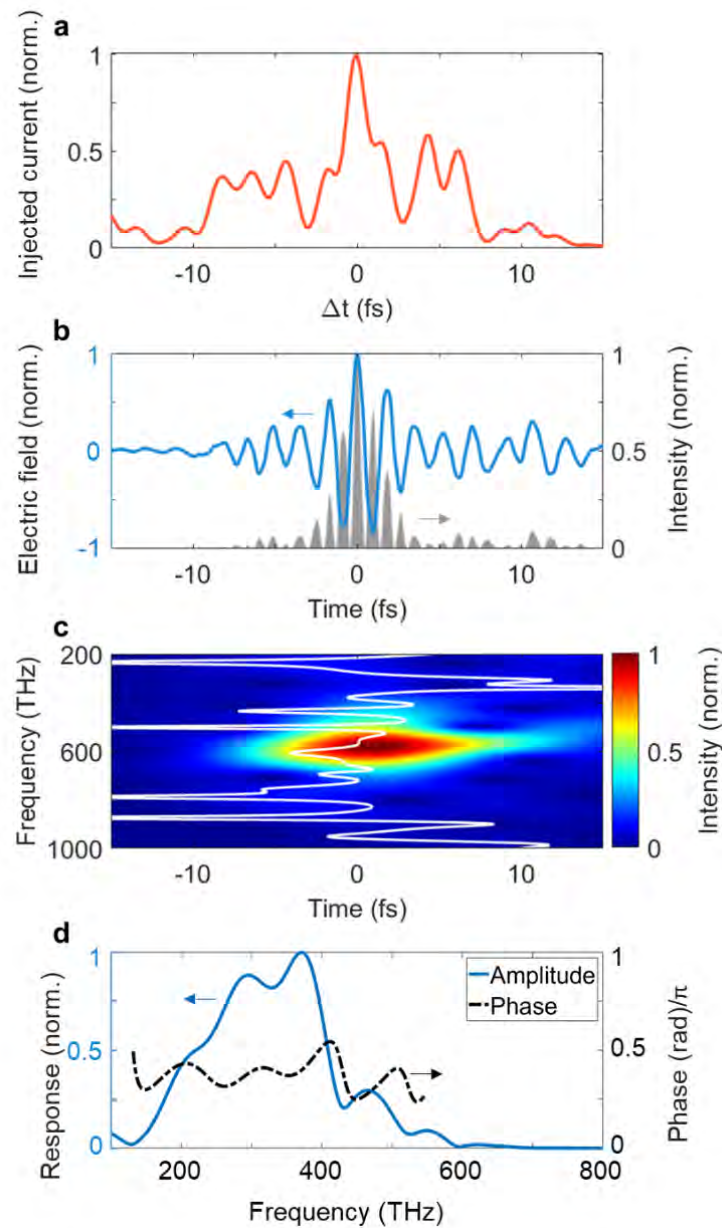 a
Injected current (norm.)
1
0.5
0
-10 0 10
Δt (fs)
b
Electric field (norm.)
1
0
-1
1
0.5
0
Intensity (norm.)
-10 0 10
Time (fs)
c
Frequency (THz)
200
600
1000
1
0.5
0
Intensity (norm.)
-10 0 10
Time (fs)
d
Response (norm.)
1
0.5
0
Amplitude
Phase
1
0.5
0
Phase (rad)/π
200 400 600 800
Frequency (THz)